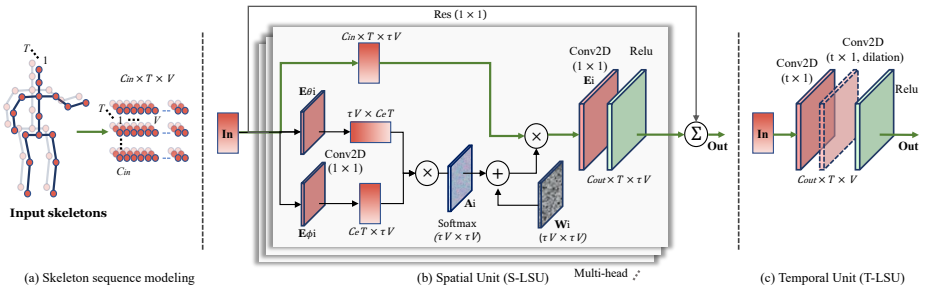 T
1
Cin × T × V
T
1
V
Cin
Input skeletons
(a) Skeleton sequence modeling
Res (1 × 1)
In
Cin × T × τV
Eθi
τV × CeT
Conv2D
(1 × 1)
Eϕi
CeT × τV
Ai
Softmax
(τV × τV)
Wi
(τV × τV)
Conv2D
(1 × 1)
Ei
Relu
Cout × T × τV
Σ
Out
Multi-head
(b) Spatial Unit (S-LSU)
In
Conv2D
(t × 1)
Conv2D
(t × 1, dilation)
Relu
Cout × T × V
Out
(c) Temporal Unit (T-LSU)